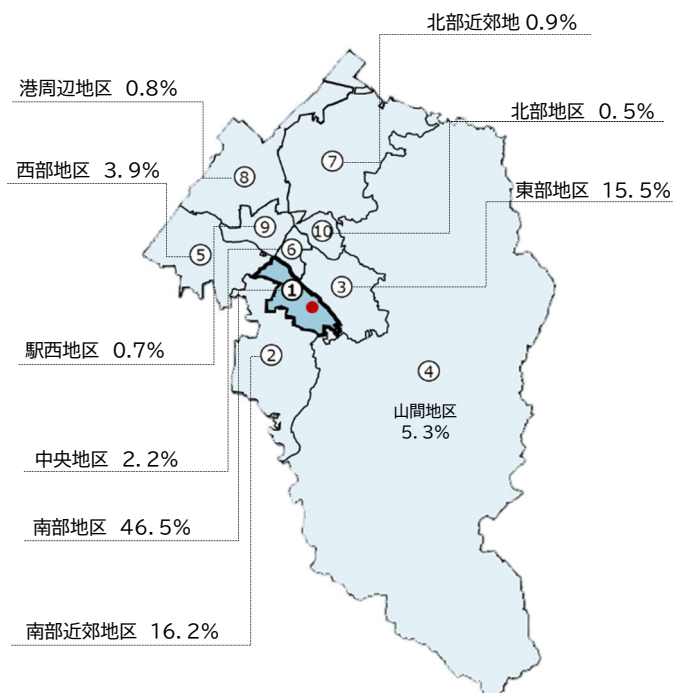 北部近郊地 0.9%
港周辺地区 0.8%
北部地区 0.5%
西部地区 3.9%
東部地区 15.5%
⑦
⑧
⑨
⑩
⑥
⑤
③
①
②
④
駅西地区 0.7%
山間地区
5.3%
中央地区 2.2%
南部地区 46.5%
南部近郊地区 16.2%